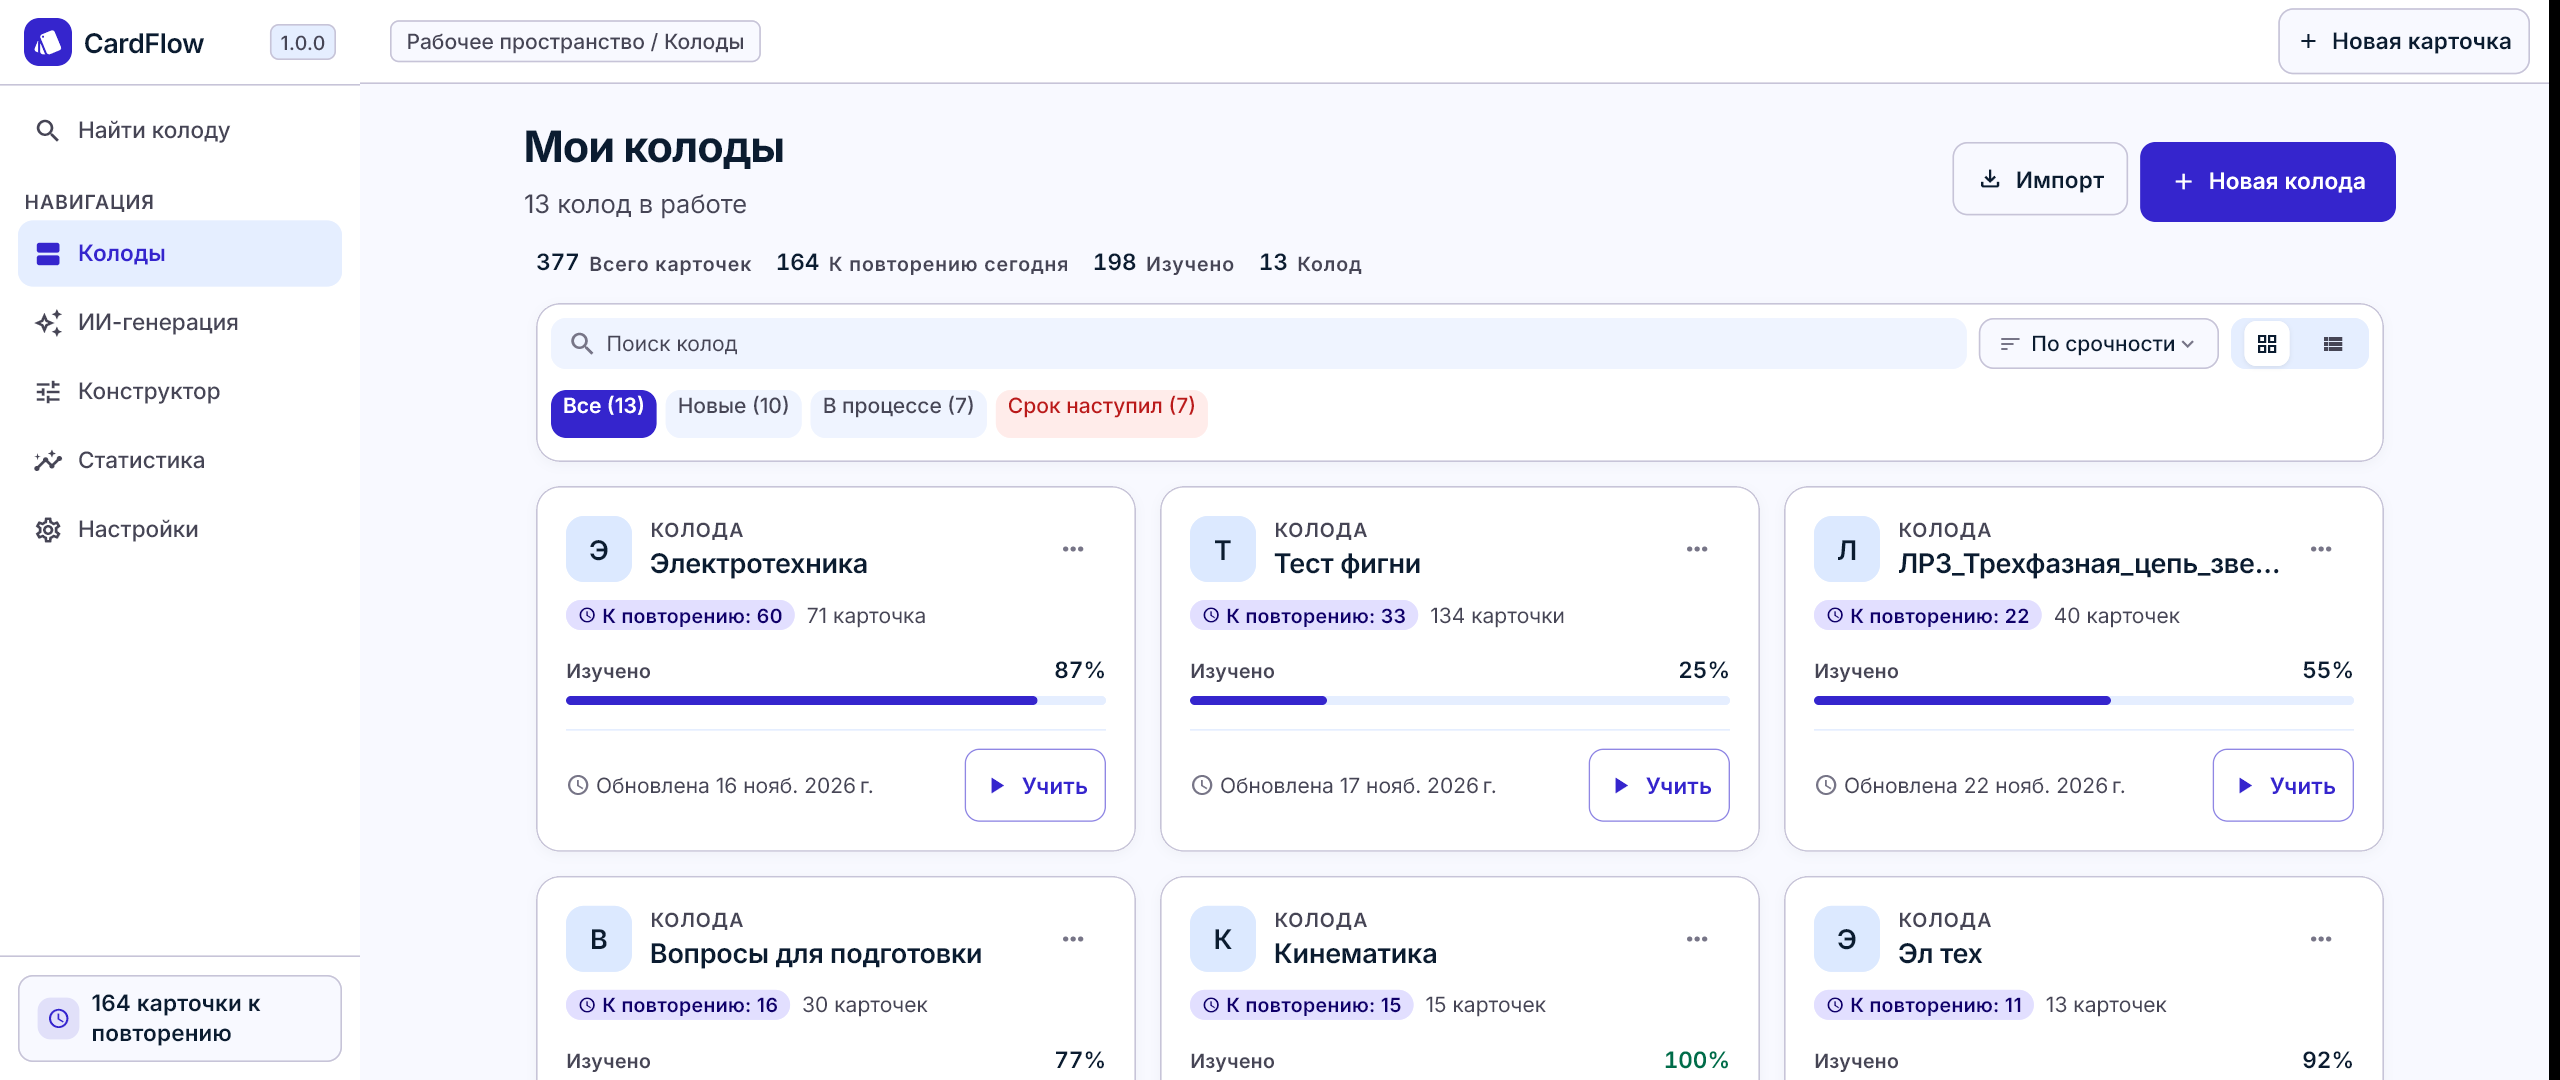 CardFlow
1.0.0
Рабочее пространство / Колоды
+ Новая карточка
Найти колоду
НАВИГАЦИЯ
Колоды
ИИ-генерация
Конструктор
Статистика
Настройки
164 карточки к
повторению
Мои колоды
13 колод в работе
Импорт
+ Новая колода
377 Всего карточек 164 К повторению сегодня 198 Изучено 13 Колод
Поиск колод
По срочности
Все (13) Новые (10) В процессе (7) Срок наступил (7)
Э
КОЛОДА
Электротехника
К повторению: 60 71 карточка
Изучено 87%
Обновлена 16 нояб. 2026 г.
Учить
Т
КОЛОДА
Тест фигни
К повторению: 33 134 карточки
Изучено 25%
Обновлена 17 нояб. 2026 г.
Учить
Л
КОЛОДА
ЛР3_Трехфазная_цепь_зве...
К повторению: 22 40 карточек
Изучено 55%
Обновлена 22 нояб. 2026 г.
Учить
В
КОЛОДА
Вопросы для подготовки
К повторению: 16 30 карточек
Изучено 77%
К
КОЛОДА
Кинематика
К повторению: 15 15 карточек
Изучено 100%
Э
КОЛОДА
Эл тех
К повторению: 11 13 карточек
Изучено 92%